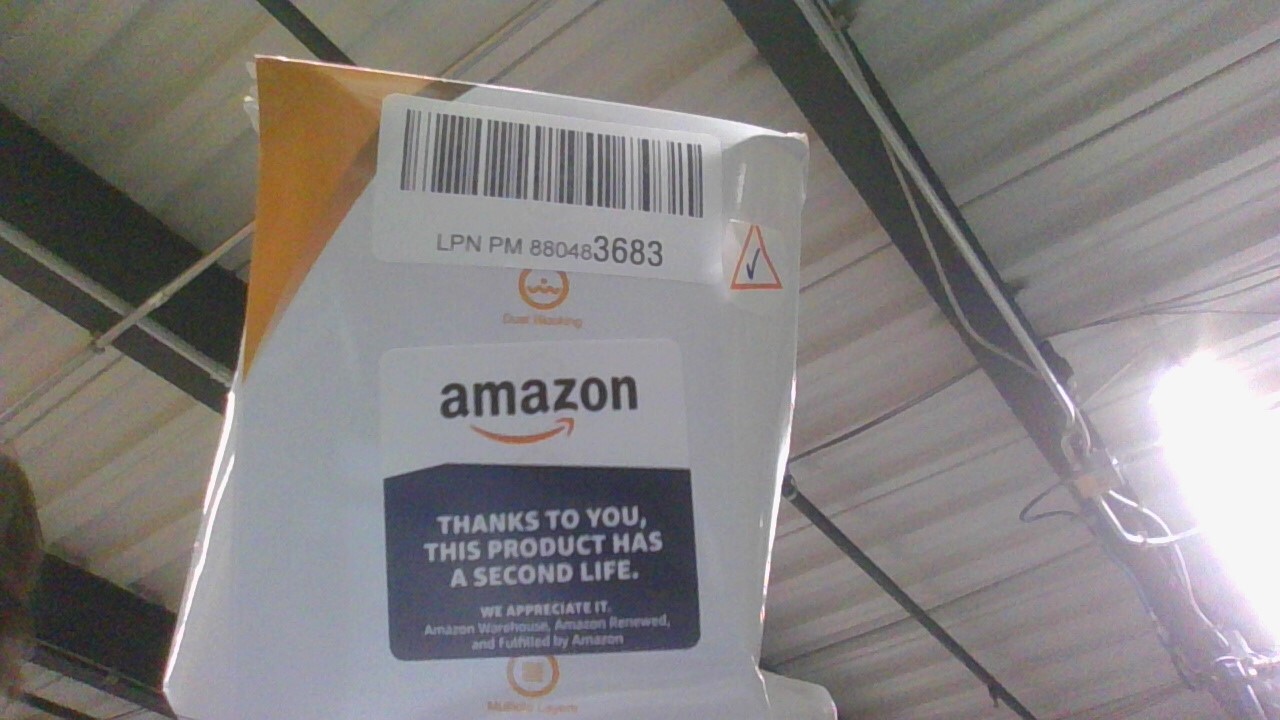 LPN PM 880483683
Dust Blocking
amazon
THANKS TO YOU,
THIS PRODUCT HAS
A SECOND LIFE.
WE APPRECIATE IT.
Amazon Warehouse, Amazon Renewed,
and Fulfilled by Amazon
Multiple Layers